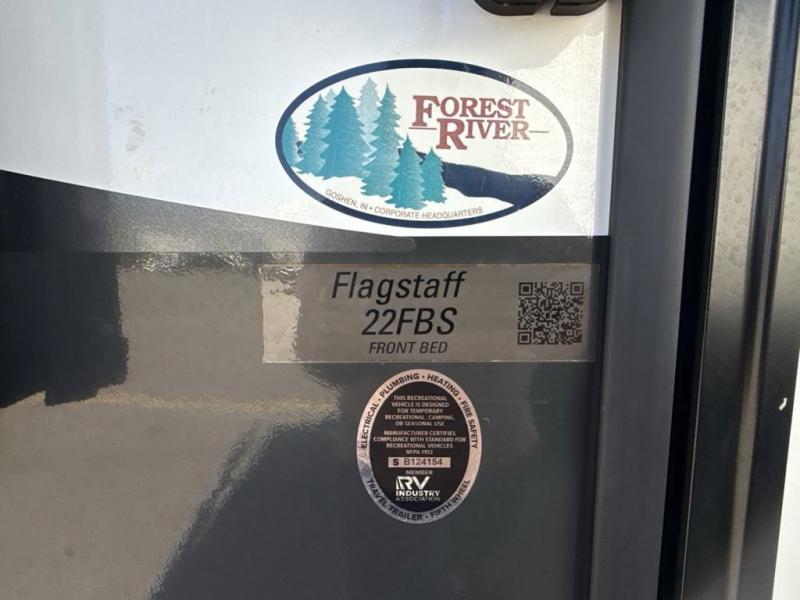 FOREST
RIVER
GOSHEN, IN • CORPORATE HEADQUARTERS
Flagstaff
22FBS
FRONT BED
ELECTRICAL • PLUMBING • HEATING • FIRE SAFETY
THIS RECREATIONAL
VEHICLE IS DESIGNED
FOR TEMPORARY
RECREATIONAL, CAMPING,
OR SEASONAL USE
MANUFACTURER CERTIFIES
COMPLIANCE WITH STANDARD FOR
RECREATIONAL VEHICLES
NFPA 1192
S B124154
MEMBER
RV
INDUSTRY
ASSOCIATION
TRAVEL TRAILER • FIFTH WHEEL